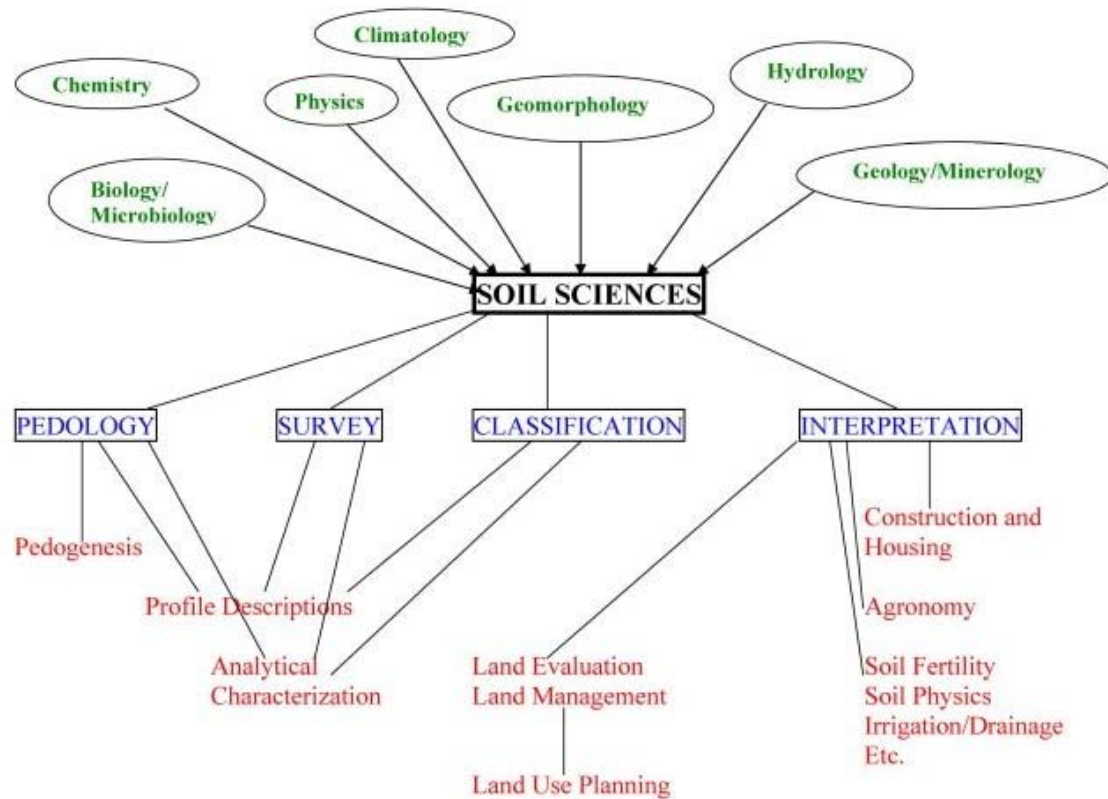 Climatology
Chemistry
Physics
Geomorphology
Hydrology
Biology/
Microbiology
Geology/Minerology
SOIL SCIENCES
PEDOLOGY
SURVEY
CLASSIFICATION
INTERPRETATION
Pedogenesis
Profile Descriptions
Analytical
Characterization
Land Evaluation
Land Management
Land Use Planning
Construction and
Housing
Agronomy
Soil Fertility
Soil Physics
Irrigation/Drainage
Etc.